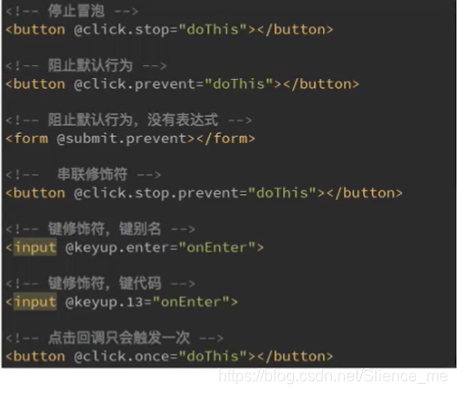 <!-- 停止冒泡 -->
<button @click.stop="doThis"></button>
<!-- 阻止默认行为 -->
<button @click.prevent="doThis"></button>
<!-- 阻止默认行为，没有表达式 -->
<form @submit.prevent></form>
<!--  串联修饰符 -->
<button @click.stop.prevent="doThis"></button>
<!-- 键修饰符，键别名 -->
<input @keyup.enter="onEnter">
<!-- 键修饰符，键代码 -->
<input @keyup.13="onEnter">
<!-- 点击回调只会触发一次 -->
<button @click.once="doThis"></button>
https://blog.csdn.net/Slience_me